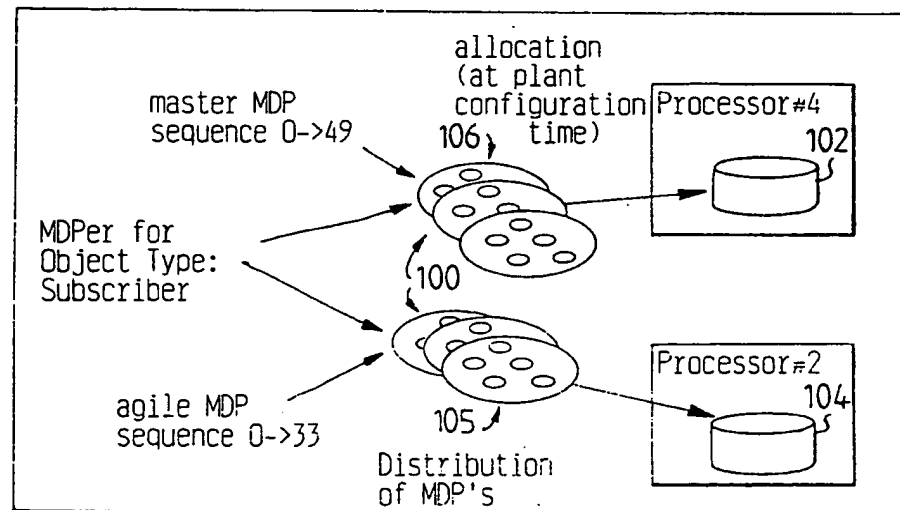 allocation
(at plant
configuration
time)
106
master MDP
sequence 0->49
Processor#4
102
MDPer for
Object Type:
Subscriber
100
Processor#2
104
agile MDP
sequence 0->33
105
Distribution
of MDP's